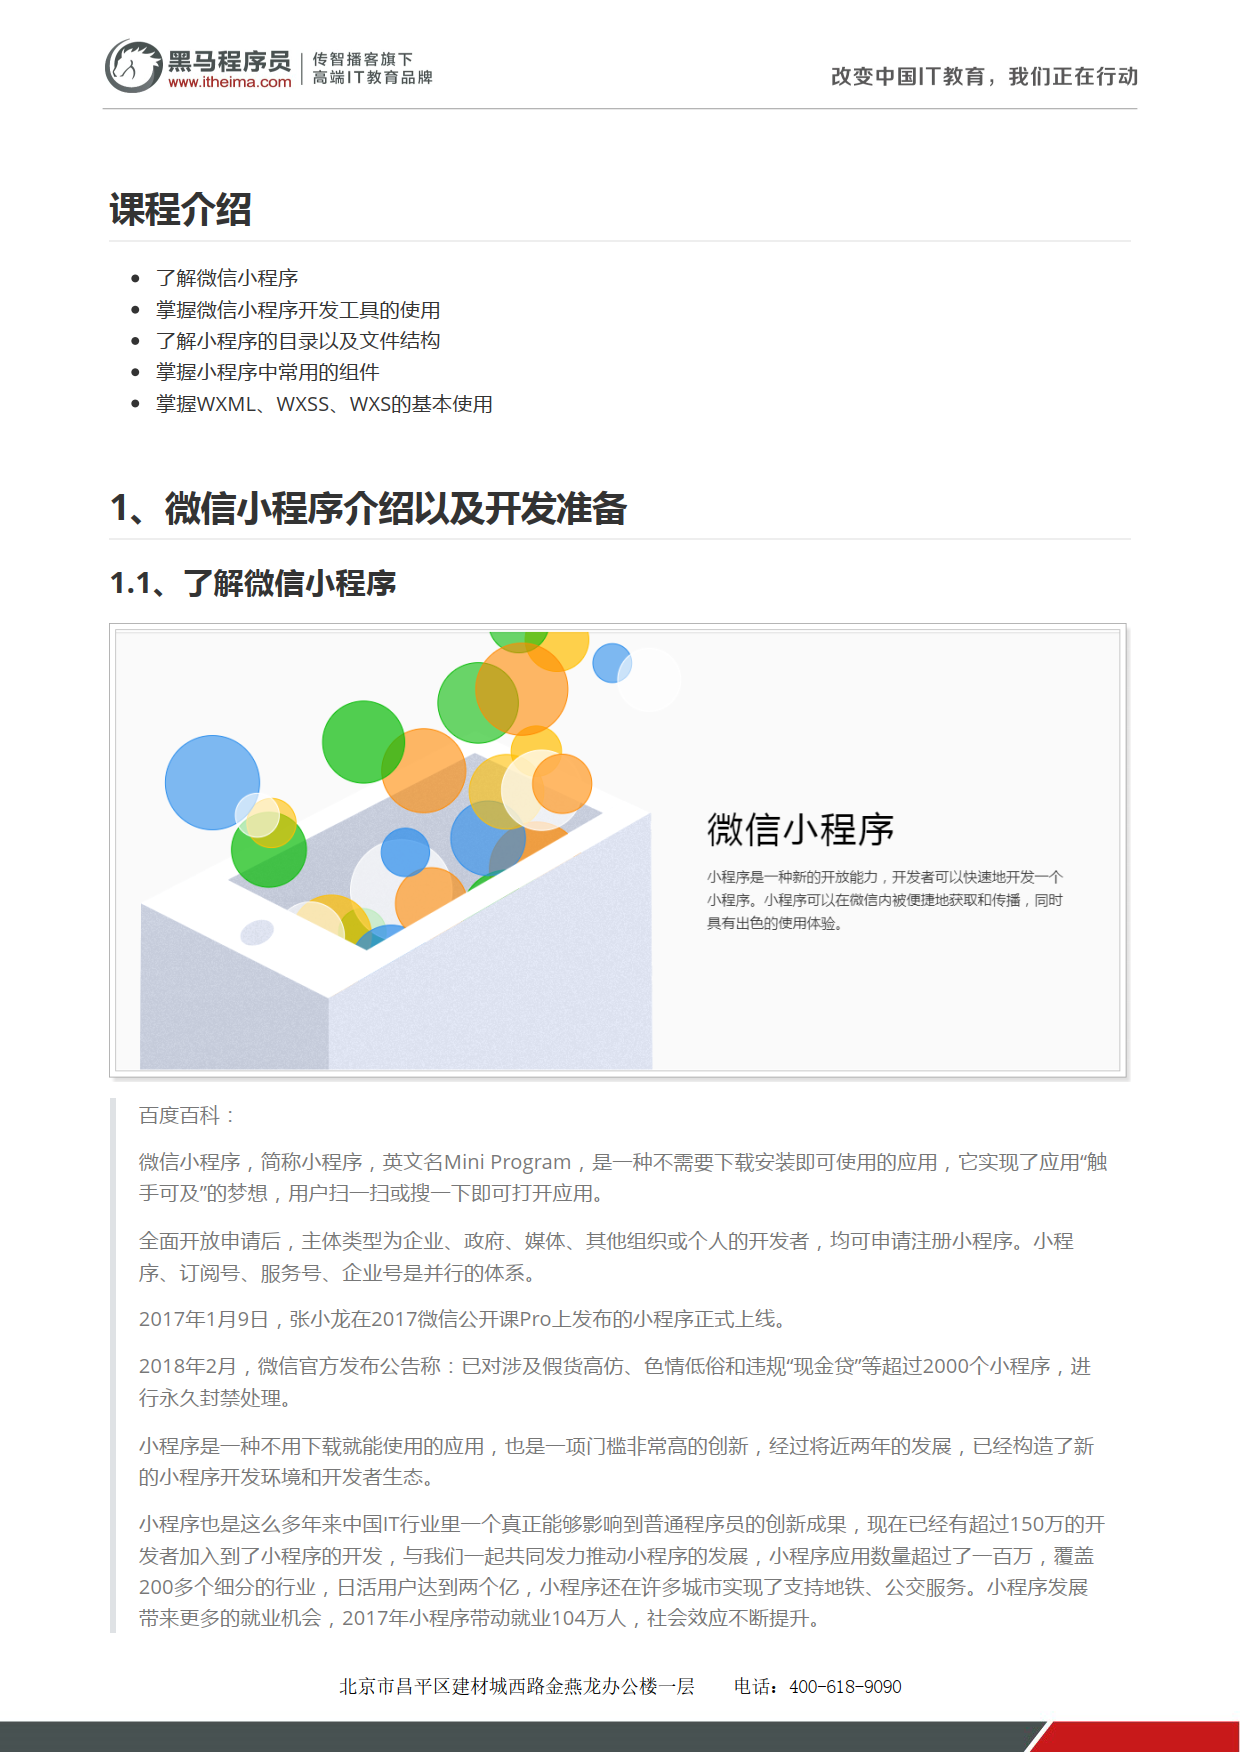 黑马程序员
www.itheima.com
传智播客旗下
高端IT教育品牌
改变中国IT教育，我们正在行动
课程介绍
了解微信小程序
掌握微信小程序开发工具的使用
了解小程序的目录以及文件结构
掌握小程序中常用的组件
掌握WXML、WXSS、WXS的基本使用
1、微信小程序介绍以及开发准备
1.1、了解微信小程序
微信小程序
小程序是一种新的开放能力，开发者可以快速地开发一个
小程序。小程序可以在微信内被便捷地获取和传播，同时
具有出色的使用体验。
百度百科：
微信小程序，简称小程序，英文名Mini Program，是一种不需要下载安装即可使用的应用，它实现了应用“触
手可及”的梦想，用户扫一扫或搜一下即可打开应用。
全面开放申请后，主体类型为企业、政府、媒体、其他组织或个人的开发者，均可申请注册小程序。小程
序、订阅号、服务号、企业号是并行的体系。
2017年1月9日，张小龙在2017微信公开课Pro上发布的小程序正式上线。
2018年2月，微信官方发布公告称：已对涉及假货高仿、色情低俗和违规“现金贷”等超过2000个小程序，进
行永久封禁处理。
小程序是一种不用下载就能使用的应用，也是一项门槛非常高的创新，经过将近两年的发展，已经构造了新
的小程序开发环境和开发者生态。
小程序也是这么多年来中国IT行业里一个真正能够影响到普通程序员的创新成果，现在已经有超过150万的开
发者加入到了小程序的开发，与我们一起共同发力推动小程序的发展，小程序应用数量超过了一百万，覆盖
200多个细分的行业，日活用户达到两个亿，小程序还在许多城市实现了支持地铁、公交服务。小程序发展
带来更多的就业机会，2017年小程序带动就业104万人，社会效应不断提升。
北京市昌平区建材城西路金燕龙办公楼一层 电话：400-618-9090